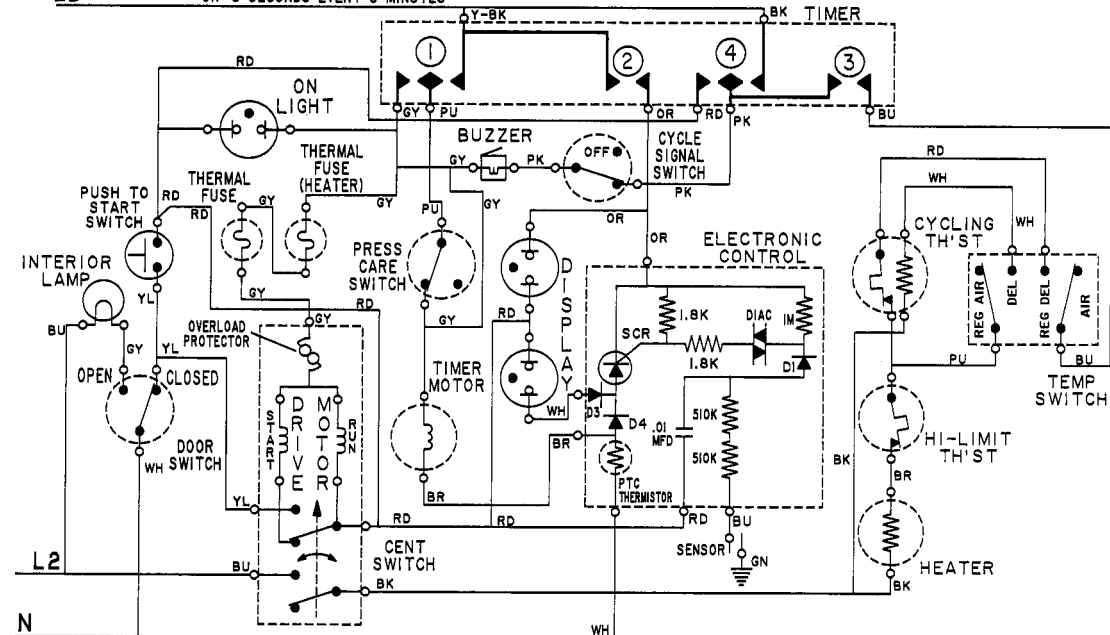 OR 5 SECONDS EVERY 5 MINUTES
Y-BK
BK
TIMER
1
2
4
3
RD
ON
LIGHT
GY
PU
OR
RD
PK
BU
BUZZER
GY
PK
OFF
CYCLE
SIGNAL
SWITCH
PK
THERMAL
FUSE
(HEATER)
THERMAL
FUSE
GY
GY
RD
RD
PUSH TO
START
SWITCH
RD
WH
GY
PU
GY
OR
OR
ELECTRONIC
CONTROL
CYCLING
TH'ST
WH
PRESS
CARE
SWITCH
INTERIOR
LAMP
YL
GY
RD
GY
GY
RD
DISPLAY
SCR
1.8K
DIAC
1M
1.8K
D1
REG AIR
DEL
REG DEL
AIR
BU
GY
YL
OVERLOAD
PROTECTOR
PU
BU
TEMP
SWITCH
OPEN
CLOSED
TIMER
MOTOR
WH
D3
D4
.01
MFD
510K
510K
DOOR
SWITCH
WH
START
DRIVE
MOTOR
RUN
BR
PTC
THERMISTOR
HI-LIMIT
TH'ST
BK
BR
YL
BR
RD
RD
RD
BU
SENSOR
GN
CENT
SWITCH
HEATER
L2
BU
BK
BK
N
WH